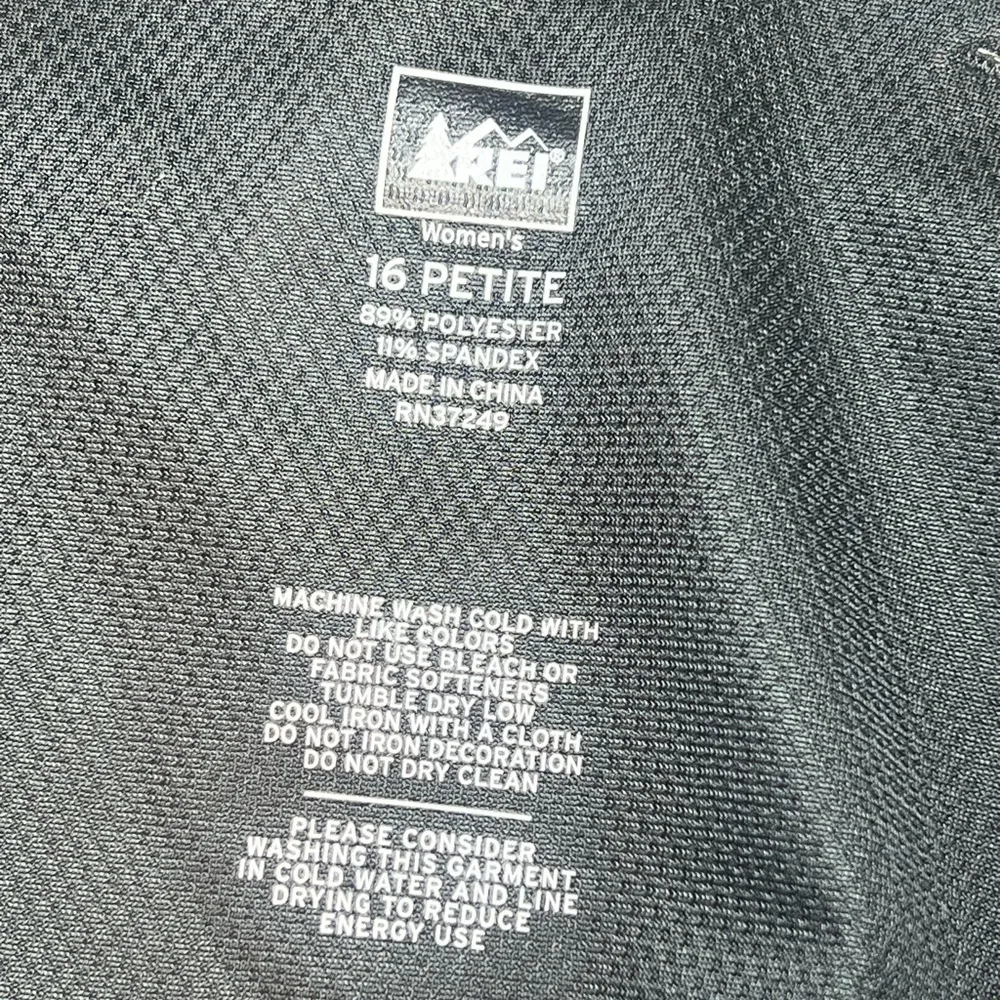 REI®
Women's
16 PETITE
89% POLYESTER
11% SPANDEX
MADE IN CHINA
RN37249
MACHINE WASH COLD WITH
LIKE COLORS
DO NOT USE BLEACH OR
FABRIC SOFTENERS
TUMBLE DRY LOW
COOL IRON WITH A CLOTH
DO NOT IRON DECORATION
DO NOT DRY CLEAN
PLEASE CONSIDER
WASHING THIS GARMENT
IN COLD WATER AND LINE
DRYING TO REDUCE
ENERGY USE